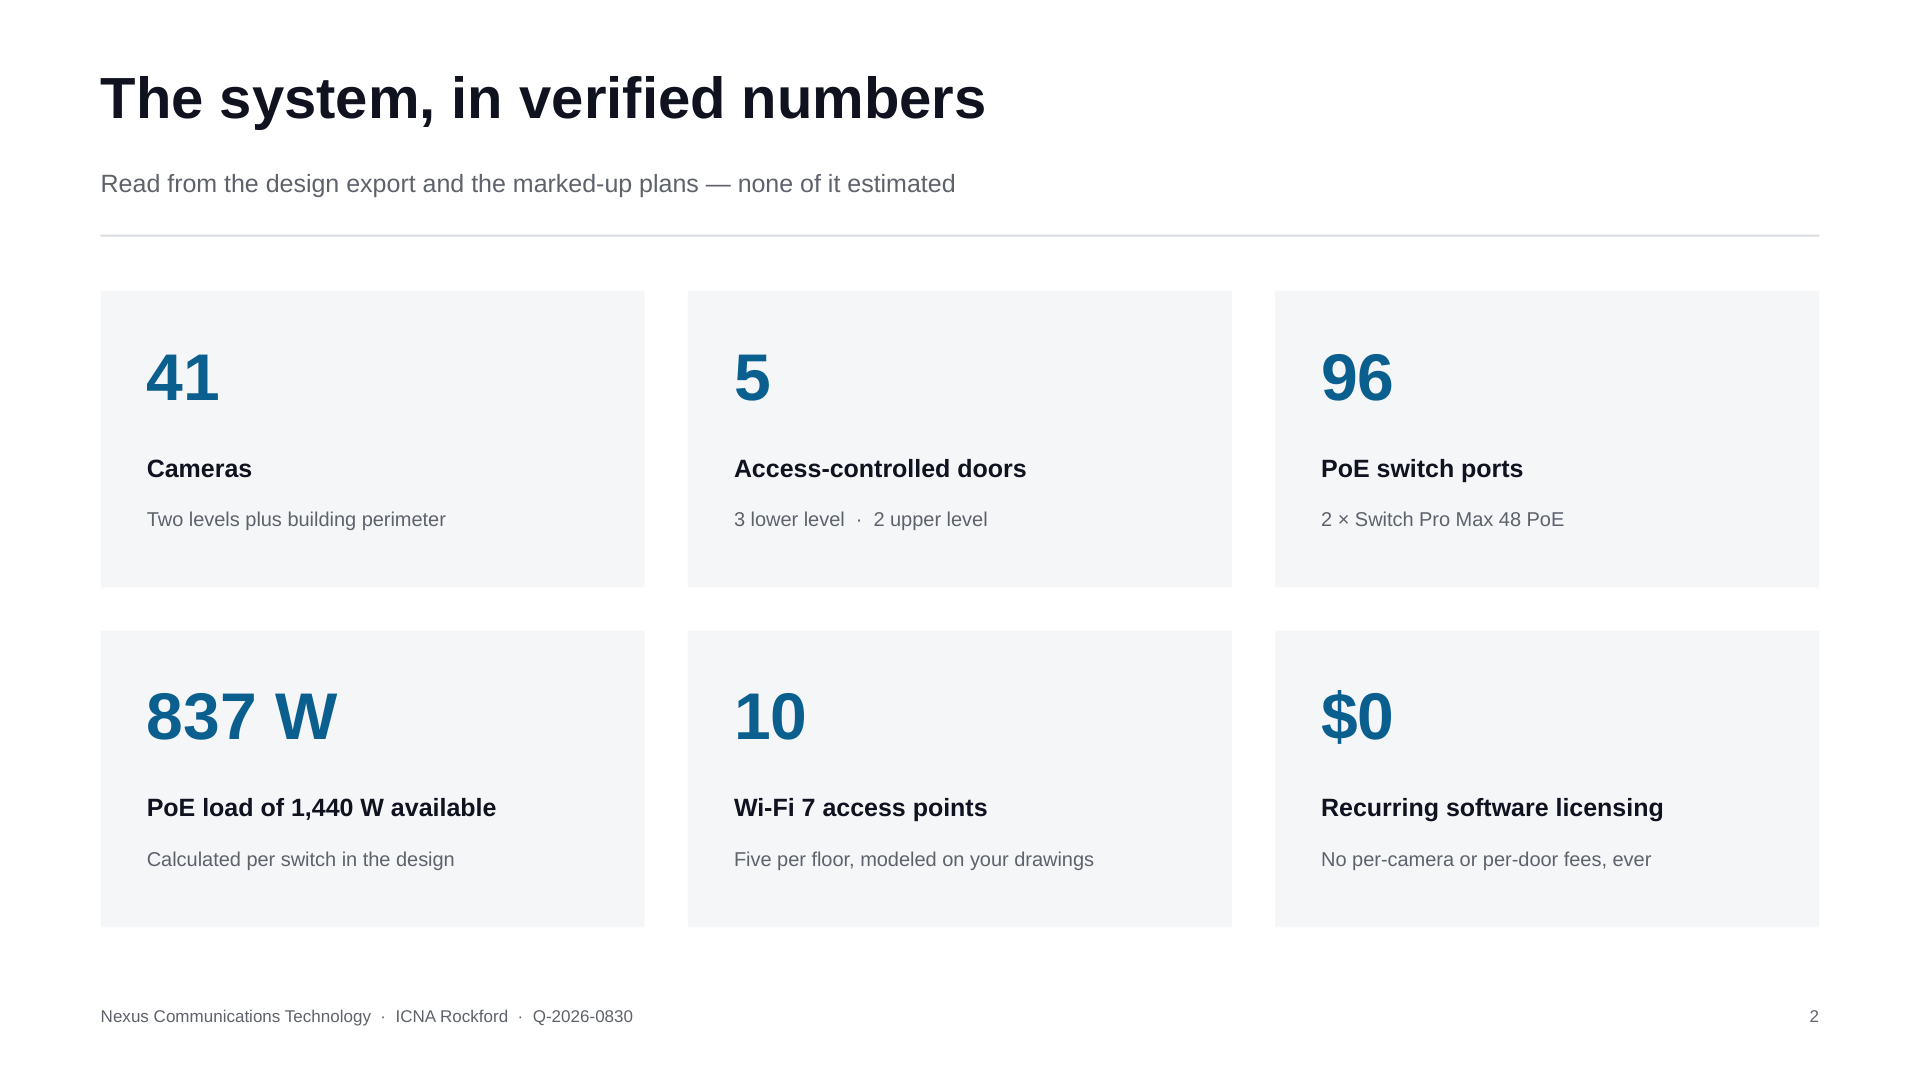 The system, in verified numbers
Read from the design export and the marked-up plans — none of it estimated
41
Cameras
Two levels plus building perimeter
5
Access-controlled doors
3 lower level · 2 upper level
96
PoE switch ports
2 × Switch Pro Max 48 PoE
837 W
PoE load of 1,440 W available
Calculated per switch in the design
10
Wi-Fi 7 access points
Five per floor, modeled on your drawings
$0
Recurring software licensing
No per-camera or per-door fees, ever
Nexus Communications Technology · ICNA Rockford · Q-2026-0830
2